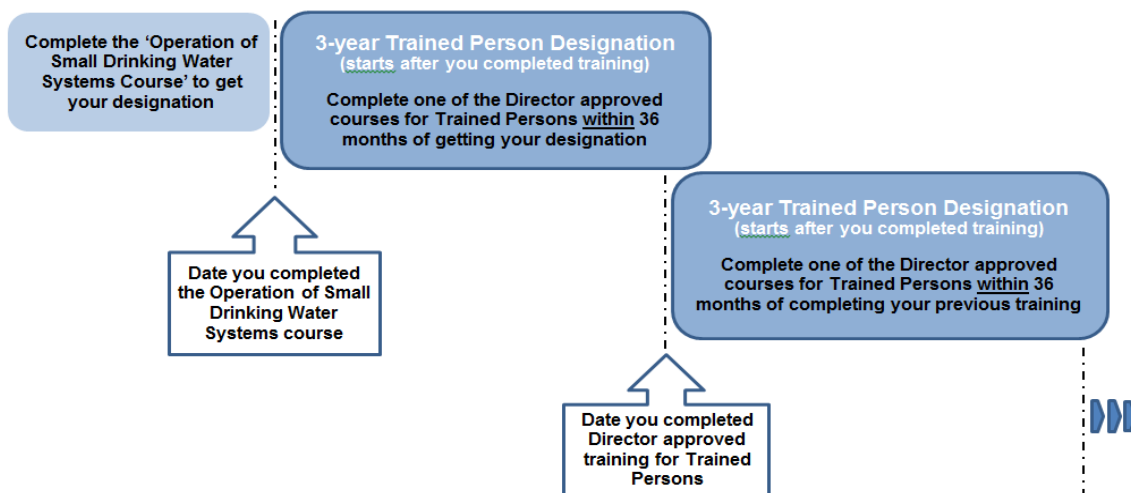 Complete the ‘Operation of
Small Drinking Water
Systems Course’ to get
your designation
3-year Trained Person Designation
(starts after you completed training)
Complete one of the Director approved
courses for Trained Persons within 36
months of getting your designation
Date you completed
the Operation of Small
Drinking Water
Systems course
3-year Trained Person Designation
(starts after you completed training)
Complete one of the Director approved
courses for Trained Persons within 36
months of completing your previous training
Date you completed
Director approved
training for Trained
Persons